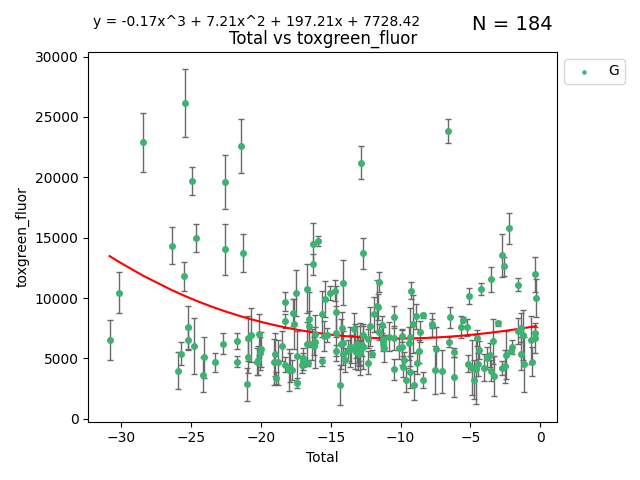 y = -0.17x^3 + 7.21x^2 + 197.21x + 7728.42
N = 184
Total vs toxgreen_fluor
G
30000
25000
20000
15000
10000
5000
0
toxgreen_fluor
−30 −25 −20 −15 −10 −5 0
Total